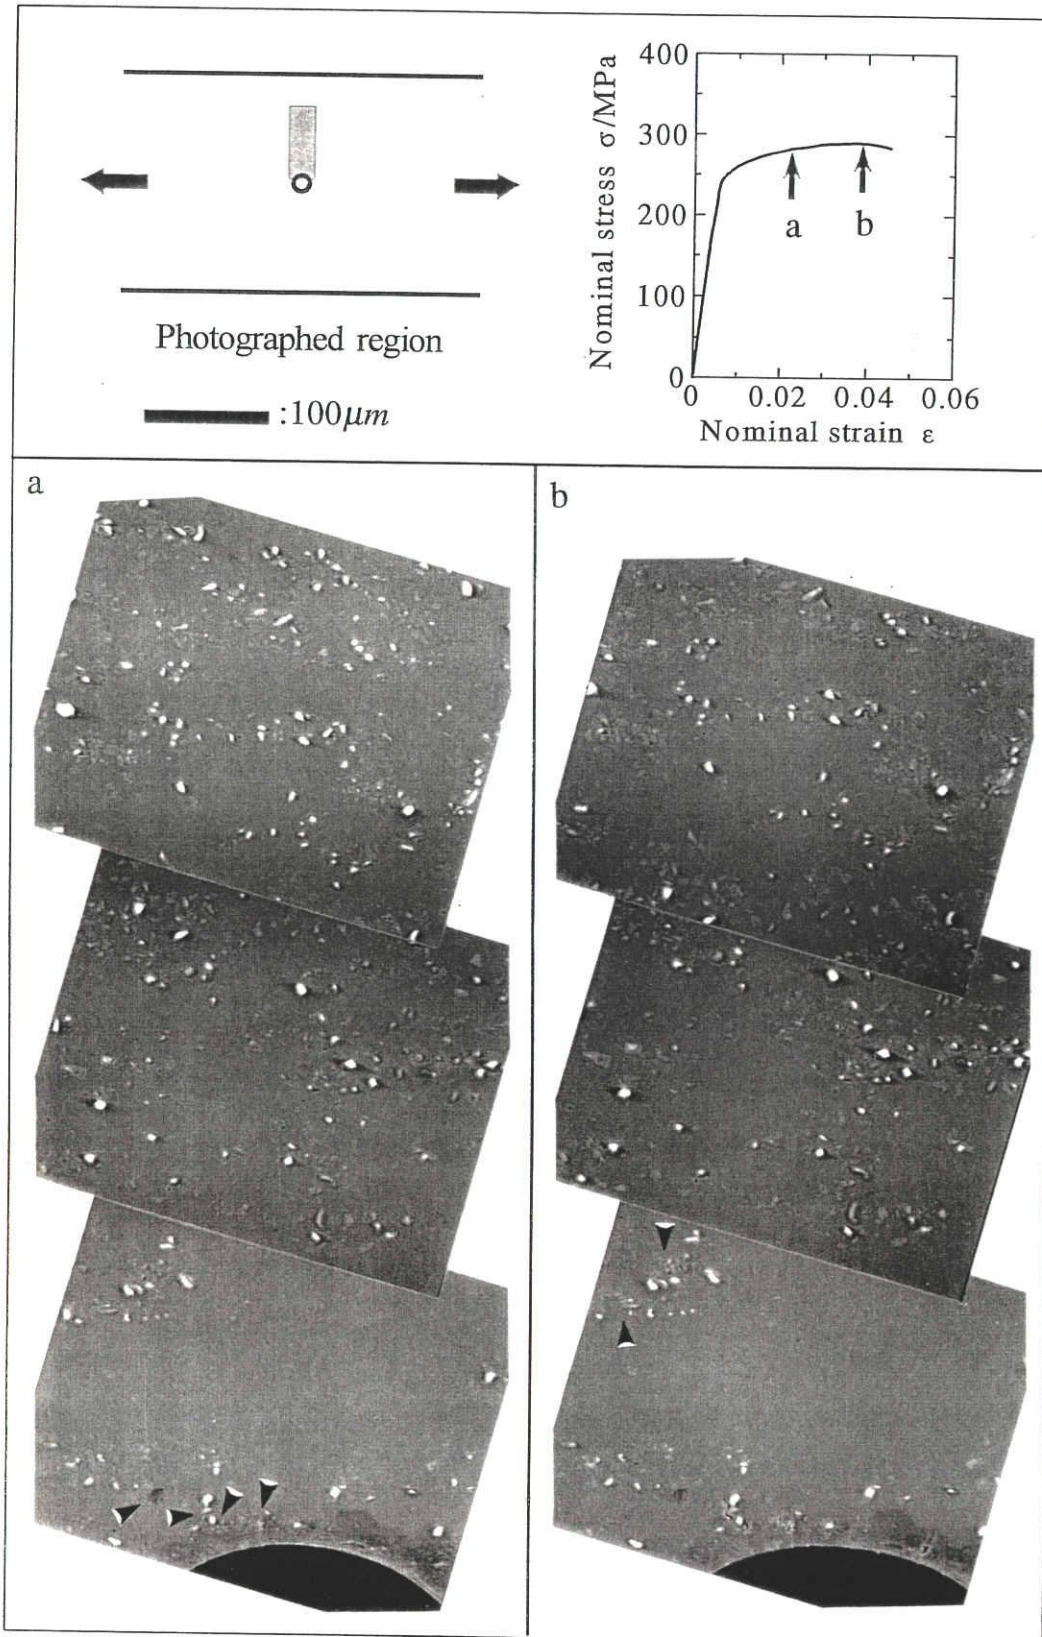 Photographed region
:100μm
Nominal stress σ/MPa
400
300
200
100
0
a
b
0 0.02 0.04 0.06
Nominal strain ε
a
b